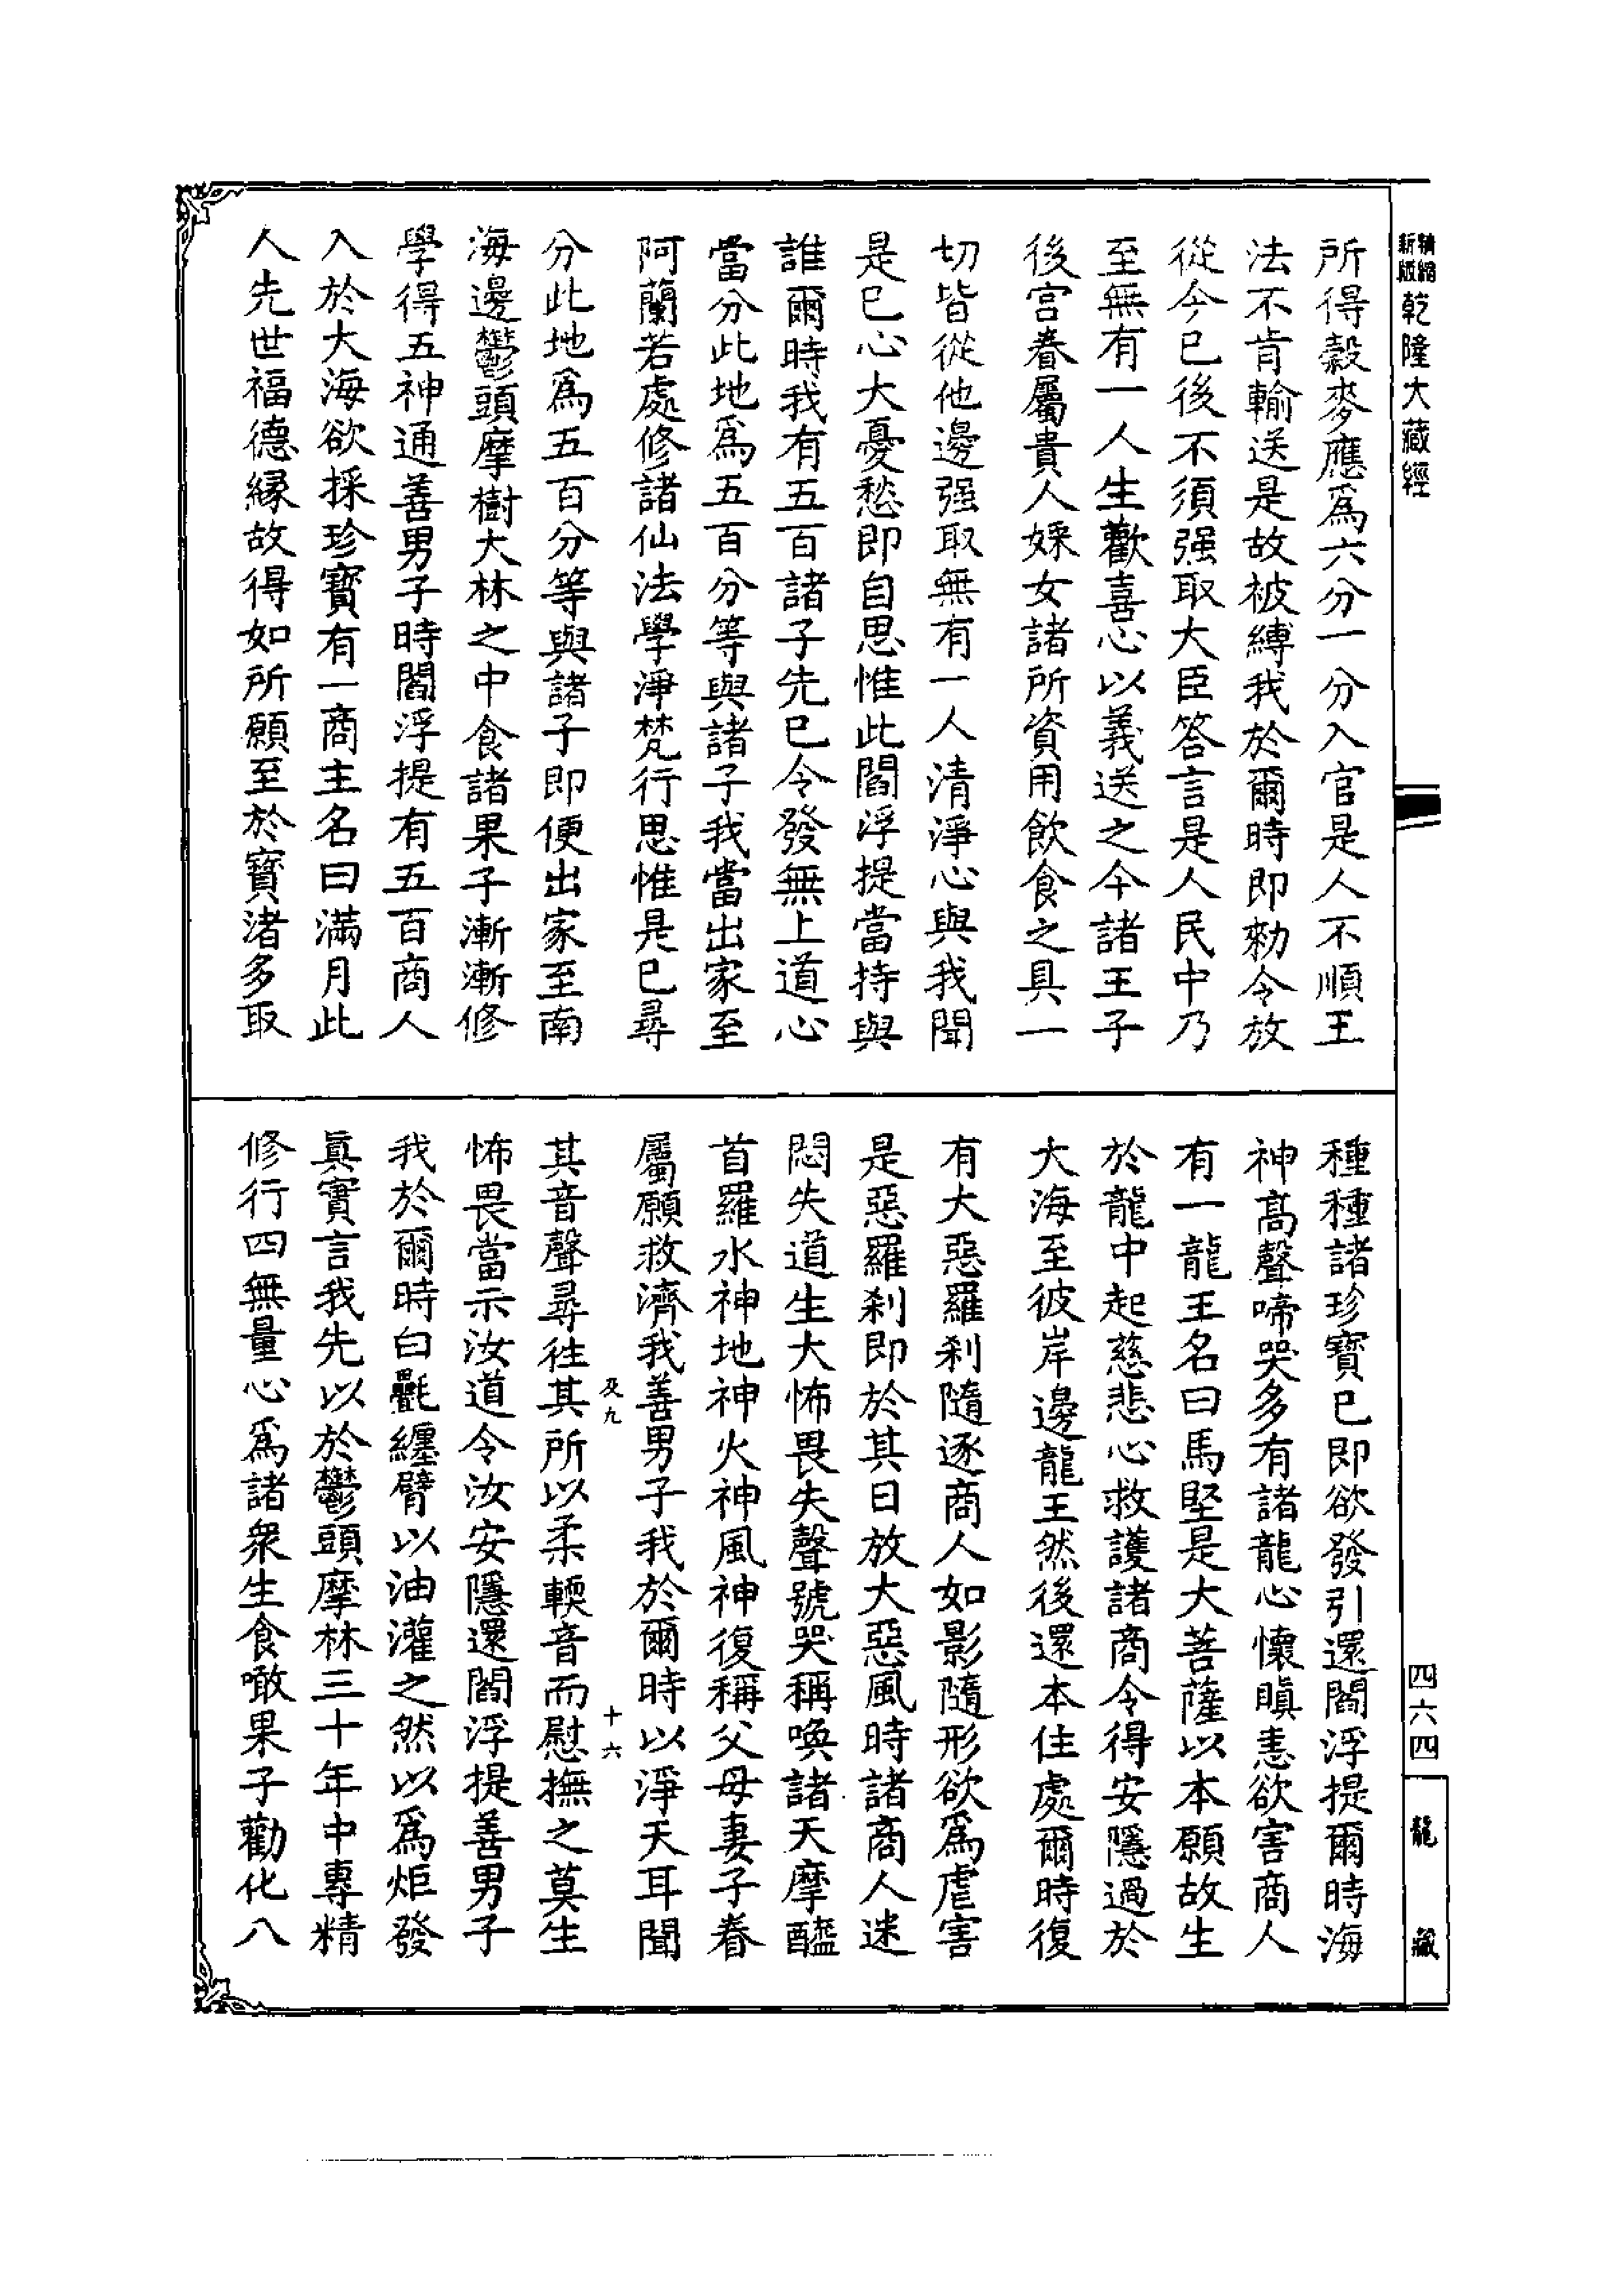 精縮
新版
乾隆大藏經
所得穀麥應爲六分一分入官是人不順王
法不肯輸送是故被縛我於爾時即勑令放
從今已後不須强取大臣答言是人民中乃
至無有一人生歡喜心以義送之今諸王子
後宫眷屬貴人婇女諸所資用飲食之具一
切皆從他邊强取無有一人清淨心與我聞
是已心大憂愁即自思惟此閻浮提當持與
誰爾時我有五百諸子先已令發無上道心
當分此地爲五百分等與諸子我當出家至
阿蘭若處修諸仙法學淨梵行思惟是已尋
分此地爲五百分等與諸子即便出家至南
海邊鬱頭摩樹大林之中食諸果子漸漸修
學得五神通善男子時閻浮提有五百商人
入於大海欲採珍寶有一商主名曰滿月此
人先世福德緣故得如所願至於寶渚多取
種種諸珍寶已即欲發引還閻浮提爾時海
神高聲啼哭多有諸龍心懷瞋恚欲害商人
有一龍王名曰馬堅是大菩薩以本願故生
於龍中起慈悲心救護諸商令得安隱過於
大海至彼岸邊龍王然後還本住處爾時復
有大惡羅剎隨逐商人如影隨形欲爲虐害
是惡羅剎即於其日放大惡風時諸商人迷
悶失道生大怖畏失聲號哭稱喚諸天摩醯
首羅水神地神火神風神復稱父母妻子眷
屬願救濟我善男子我於爾時以淨天耳聞
及九
十六
其音聲尋往其所以柔輭音而慰撫之莫生
怖畏當示汝道令汝安隱還閻浮提善男子
我於爾時白㲲纏臂以油灌之然以爲炬發
眞實言我先以於鬱頭摩林三十年中專精
修行四無量心爲諸衆生食噉果子勸化八
四六四
龍藏